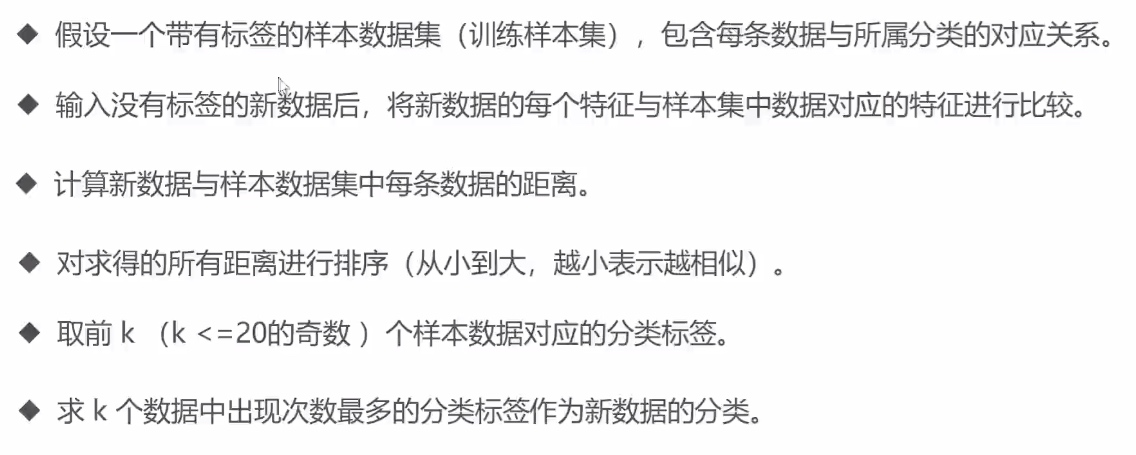 ◆ 假设一个带有标签的样本数据集（训练样本集），包含每条数据与所属分类的对应关系。
◆ 输入没有标签的新数据后，将新数据的每个特征与样本集中数据对应的特征进行比较。
◆ 计算新数据与样本数据集中每条数据的距离。
◆ 对求得的所有距离进行排序（从小到大，越小表示越相似）。
◆ 取前 k （k <=20的奇数 ）个样本数据对应的分类标签。
◆ 求 k 个数据中出现次数最多的分类标签作为新数据的分类。